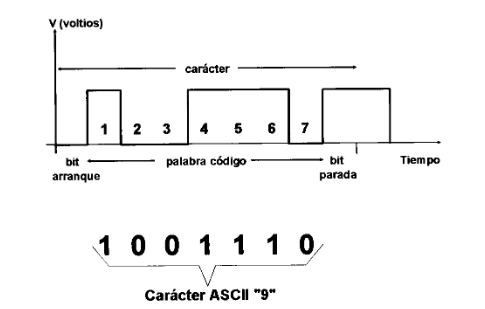 V (voltios)
carácter
1 2 3 4 5 6 7
bit arranque
palabra código
bit parada
Tiempo
1 0 0 1 1 1 0
Carácter ASCII "9"